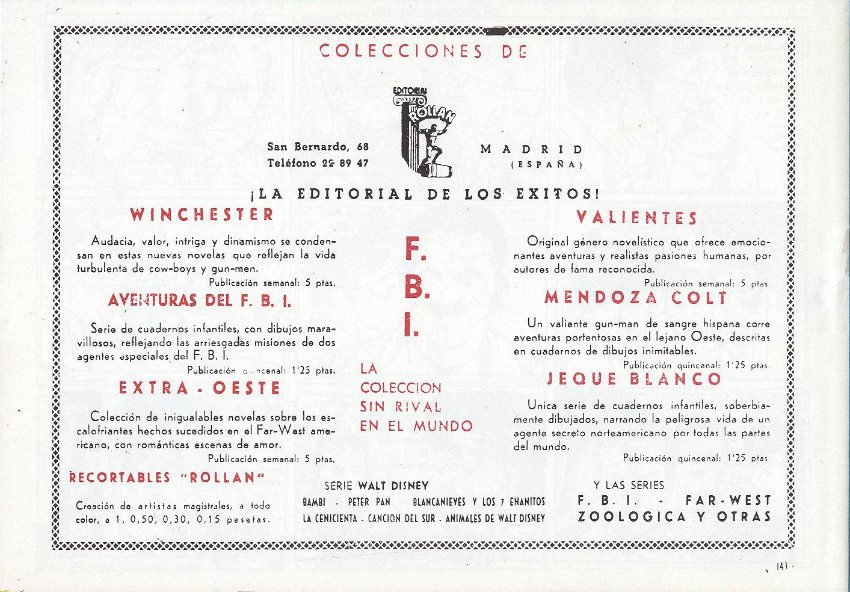 COLECCIONES DE
EDITORIAL
ROLLAN
San Bernardo, 68
Teléfono 22 89 47
MADRID
(ESPAÑA)
¡LA EDITORIAL DE LOS EXITOS!
WINCHESTER
Audacia, valor, intriga y dinamismo se conden-
san en estas nuevas novelas que reflejan la vida
turbulenta de cow-boys y gun-men.
Publicación semanal: 5 ptas.
AVENTURAS DEL F. B. I.
Serie de cuadernos infantiles, con dibujos mara-
villosos, reflejando las arriesgadas misiones de dos
agentes especiales del F. B. I.
Publicación quincenal: 1'25 ptas.
EXTRA - OESTE
Colección de inigualables novelas sobre los es-
calofriantes hechos sucedidos en el Far-West ame-
ricano, con románticas escenas de amor.
Publicación semanal: 5 ptas.
RECORTABLES "ROLLAN"
Creación de artistas magistrales, a todo
color, a 1, 0,50, 0,30, 0,15 pesetas.
F.
B.
I.
LA
COLECCION
SIN RIVAL
EN EL MUNDO
SERIE WALT DISNEY
BAMBI - PETER PAN BLANCANIEVES Y LOS 7 ENANITOS
LA CENICIENTA - CANCION DEL SUR - ANIMALES DE WALT DISNEY
VALIENTES
Original género novelístico que ofrece emocio-
nantes aventuras y realistas pasiones humanas, por
autores de fama reconocida.
Publicación semanal: 5 ptas.
MENDOZA COLT
Un valiente gun-man de sangre hispana corre
aventuras portentosas en el lejano Oeste, descritas
en cuadernos de dibujos inimitables.
Publicación quincenal: 1'25 ptas.
JEQUE BLANCO
Unica serie de cuadernos infantiles, soberbia-
mente dibujados, narrando la peligrosa vida de un
agente secreto norteamericano por todas las partes
del mundo.
Publicación quincenal: 1'25 ptas.
Y LAS SERIES
F. B. I. - FAR-WEST
ZOOLOGICA Y OTRAS
141 -